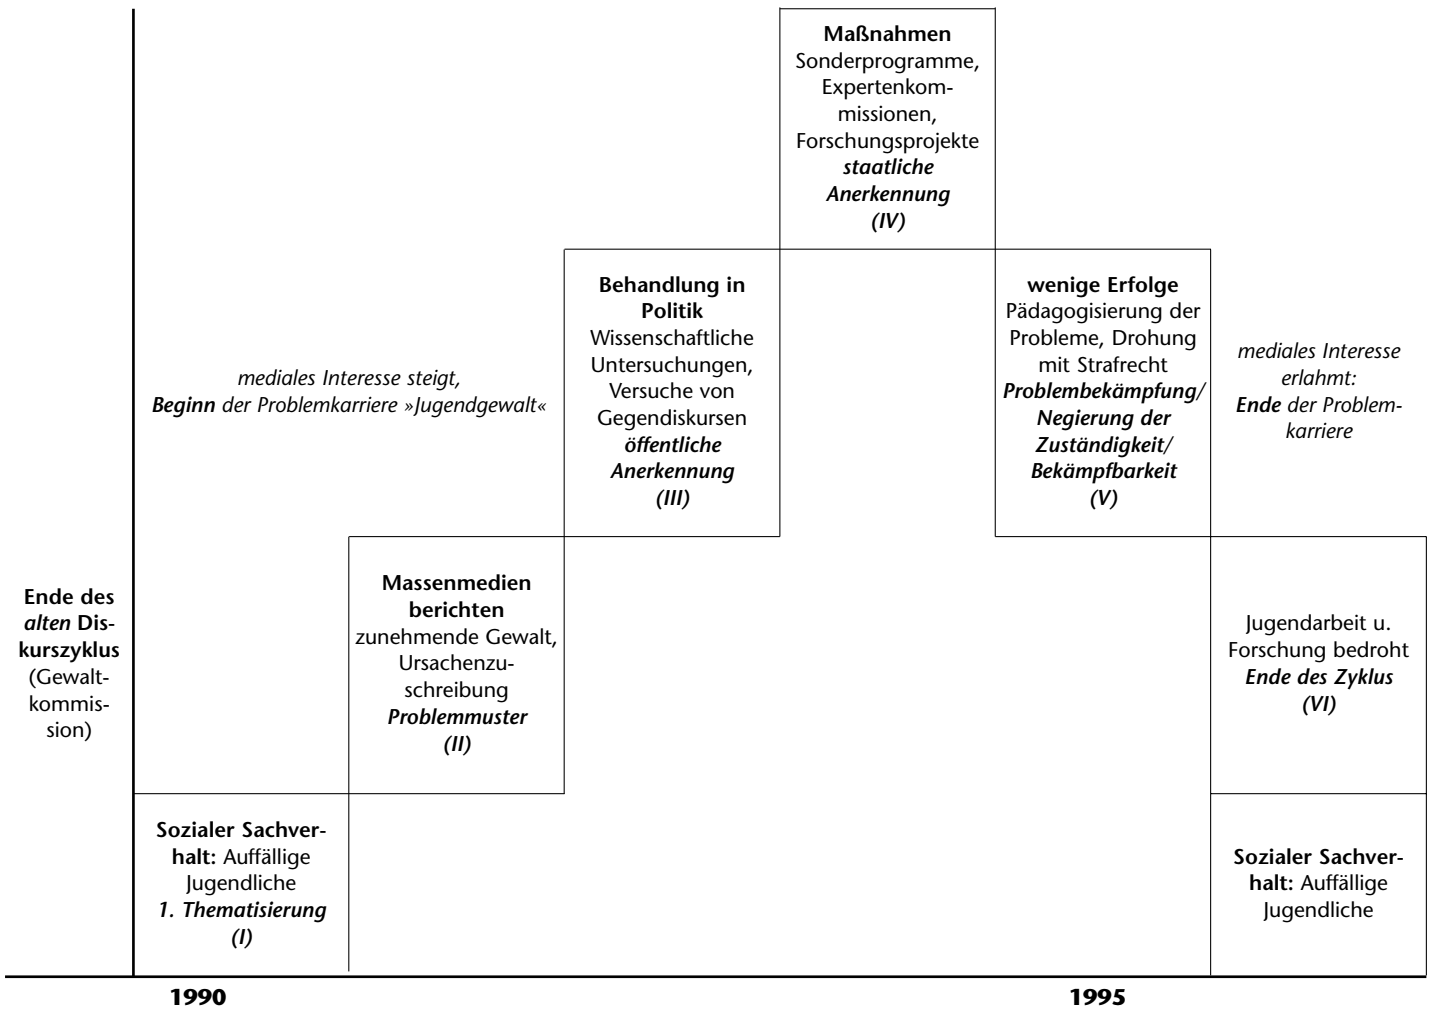 Ende des
alten Dis-
kurszyklus
(Gewalt-
kommis-
sion)
Sozialer Sachver-
halt: Auffällige
Jugendliche
1. Thematisierung
(I)
mediales Interesse steigt,
Beginn der Problemkarriere »Jugendgewalt«
Massenmedien
berichten
zunehmende Gewalt,
Ursachenzu-
schreibung
Problemmuster
(II)
Behandlung in
Politik
Wissenschaftliche
Untersuchungen,
Versuche von
Gegendiskursen
öffentliche
Anerkennung
(III)
Maßnahmen
Sonderprogramme,
Expertenkom-
missionen,
Forschungsprojekte
staatliche
Anerkennung
(IV)
wenige Erfolge
Pädagogisierung der
Probleme, Drohung
mit Strafrecht
Problembekämpfung/
Negierung der
Zuständigkeit/
Bekämpfbarkeit
(V)
mediales Interesse
erlahmt:
Ende der Problem-
karriere
Jugendarbeit u.
Forschung bedroht
Ende des Zyklus
(VI)
Sozialer Sachver-
halt: Auffällige
Jugendliche
1990
1995